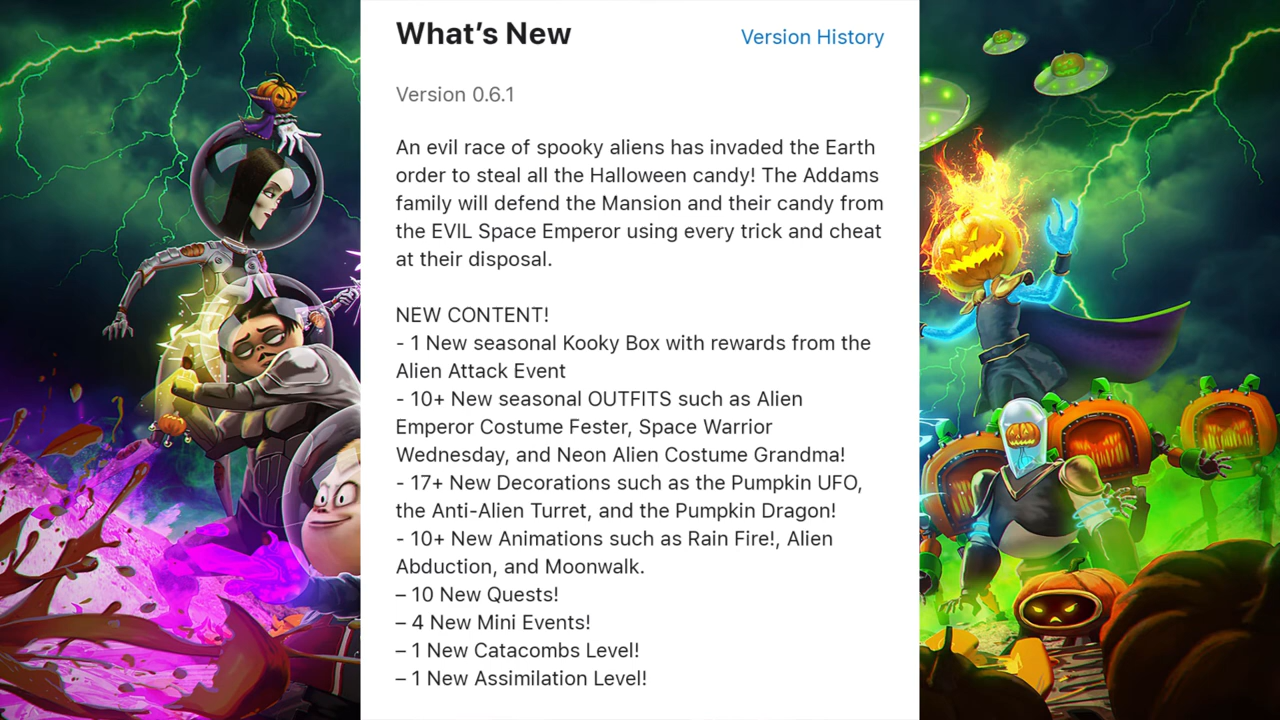 What's New
Version History
Version 0.6.1
An evil race of spooky aliens has invaded the Earth
order to steal all the Halloween candy! The Addams
family will defend the Mansion and their candy from
the EVIL Space Emperor using every trick and cheat
at their disposal.
NEW CONTENT!
- 1 New seasonal Kooky Box with rewards from the
Alien Attack Event
- 10+ New seasonal OUTFITS such as Alien
Emperor Costume Fester, Space Warrior
Wednesday, and Neon Alien Costume Grandma!
- 17+ New Decorations such as the Pumpkin UFO,
the Anti-Alien Turret, and the Pumpkin Dragon!
- 10+ New Animations such as Rain Fire!, Alien
Abduction, and Moonwalk.
– 10 New Quests!
– 4 New Mini Events!
– 1 New Catacombs Level!
– 1 New Assimilation Level!